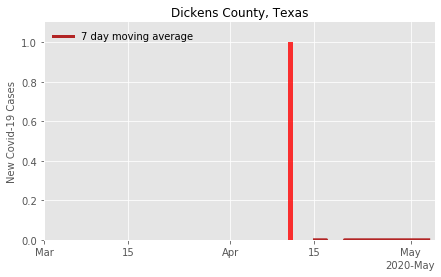 Dickens County, Texas
7 day moving average
New Covid-19 Cases
1.0
0.8
0.6
0.4
0.2
0.0
Mar 15 Apr 15 May
2020-May